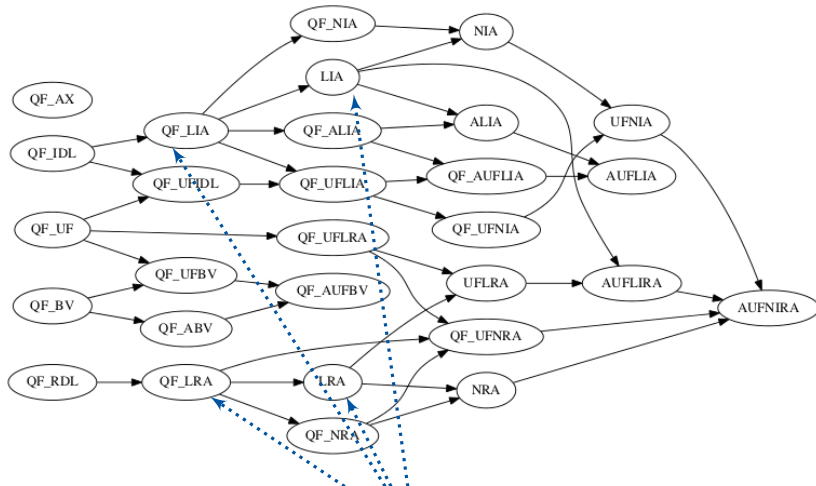 QF_NIA
NIA
LIA
QF_AX
QF_LIA
QF_ALIA
ALIA
UFNIA
QF_IDL
QF_UFIDL
QF_UFLIA
QF_AUFLIA
AUFLIA
QF_UF
QF_UFLRA
QF_UFNIA
QF_UFBV
QF_AUFBV
UFLRA
AUFLIRA
QF_BV
QF_ABV
QF_UFNRA
AUFNIRA
QF_RDL
QF_LRA
LRA
NRA
QF_NRA